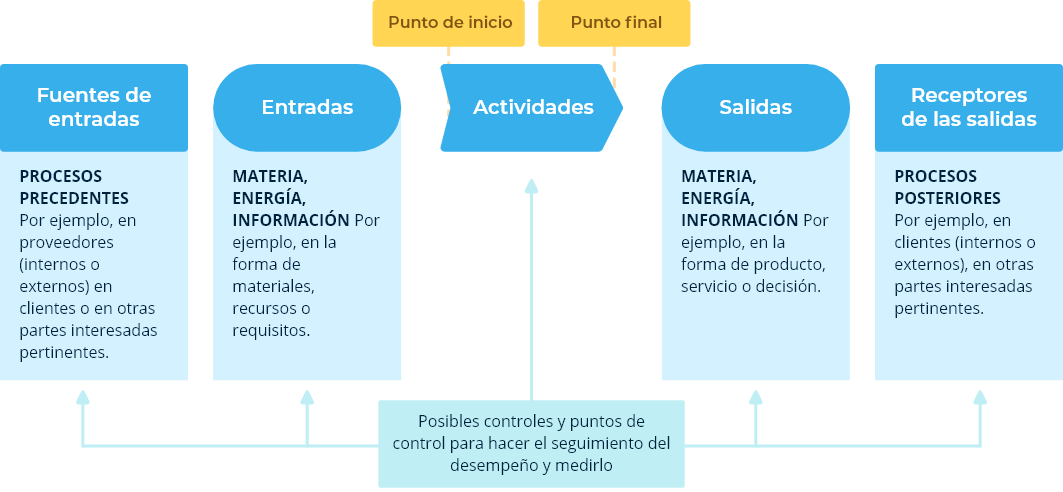 Punto de inicio
Punto final
Fuentes de
entradas
Entradas
Actividades
Salidas
Receptores
de las salidas
PROCESOS
PRECEDENTES
Por ejemplo, en
proveedores
(internos o
externos) en
clientes o en otras
partes interesadas
pertinentes.
MATERIA,
ENERGÍA,
INFORMACIÓN Por
ejemplo, en la
forma de
materiales,
recursos o
requisitos.
MATERIA,
ENERGÍA,
INFORMACIÓN Por
ejemplo, en la
forma de producto,
servicio o decisión.
PROCESOS
POSTERIORES
Por ejemplo, en
clientes (internos o
externos), en otras
partes interesadas
pertinentes.
Posibles controles y puntos de
control para hacer el seguimiento del
desempeño y medirlo